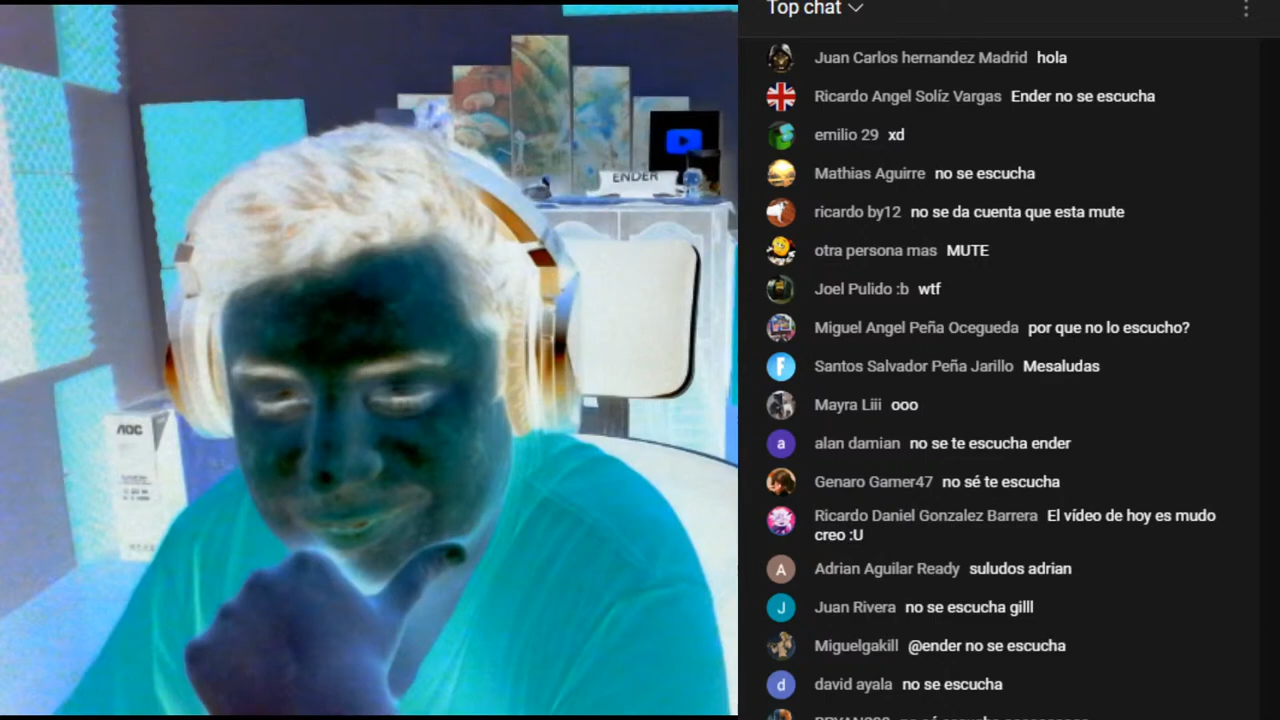 Top chat
Juan Carlos hernandez Madrid hola
Ricardo Angel Solíz Vargas Ender no se escucha
emilio 29 xd
Mathias Aguirre no se escucha
ricardo by12 no se da cuenta que esta mute
otra persona mas MUTE
Joel Pulido :b wtf
Miguel Angel Peña Ocegueda por que no lo escucho?
Santos Salvador Peña Jarillo Mesaludas
Mayra Liii ooo
alan damian no se te escucha ender
Genaro Gamer47 no sé te escucha
Ricardo Daniel Gonzalez Barrera El vídeo de hoy es mudo
creo :U
Adrian Aguilar Ready suludos adrian
Juan Rivera no se escucha gilll
Miguelgakill @ender no se escucha
david ayala no se escucha
ENDER
AOC